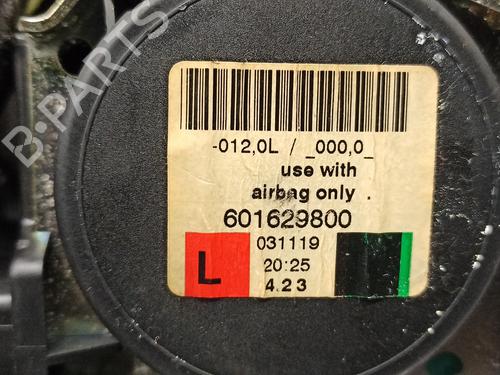 B-PARTS
-012,0L / _000,0_
use with
airbag only .
601629800
031119
L
20:25
4.23